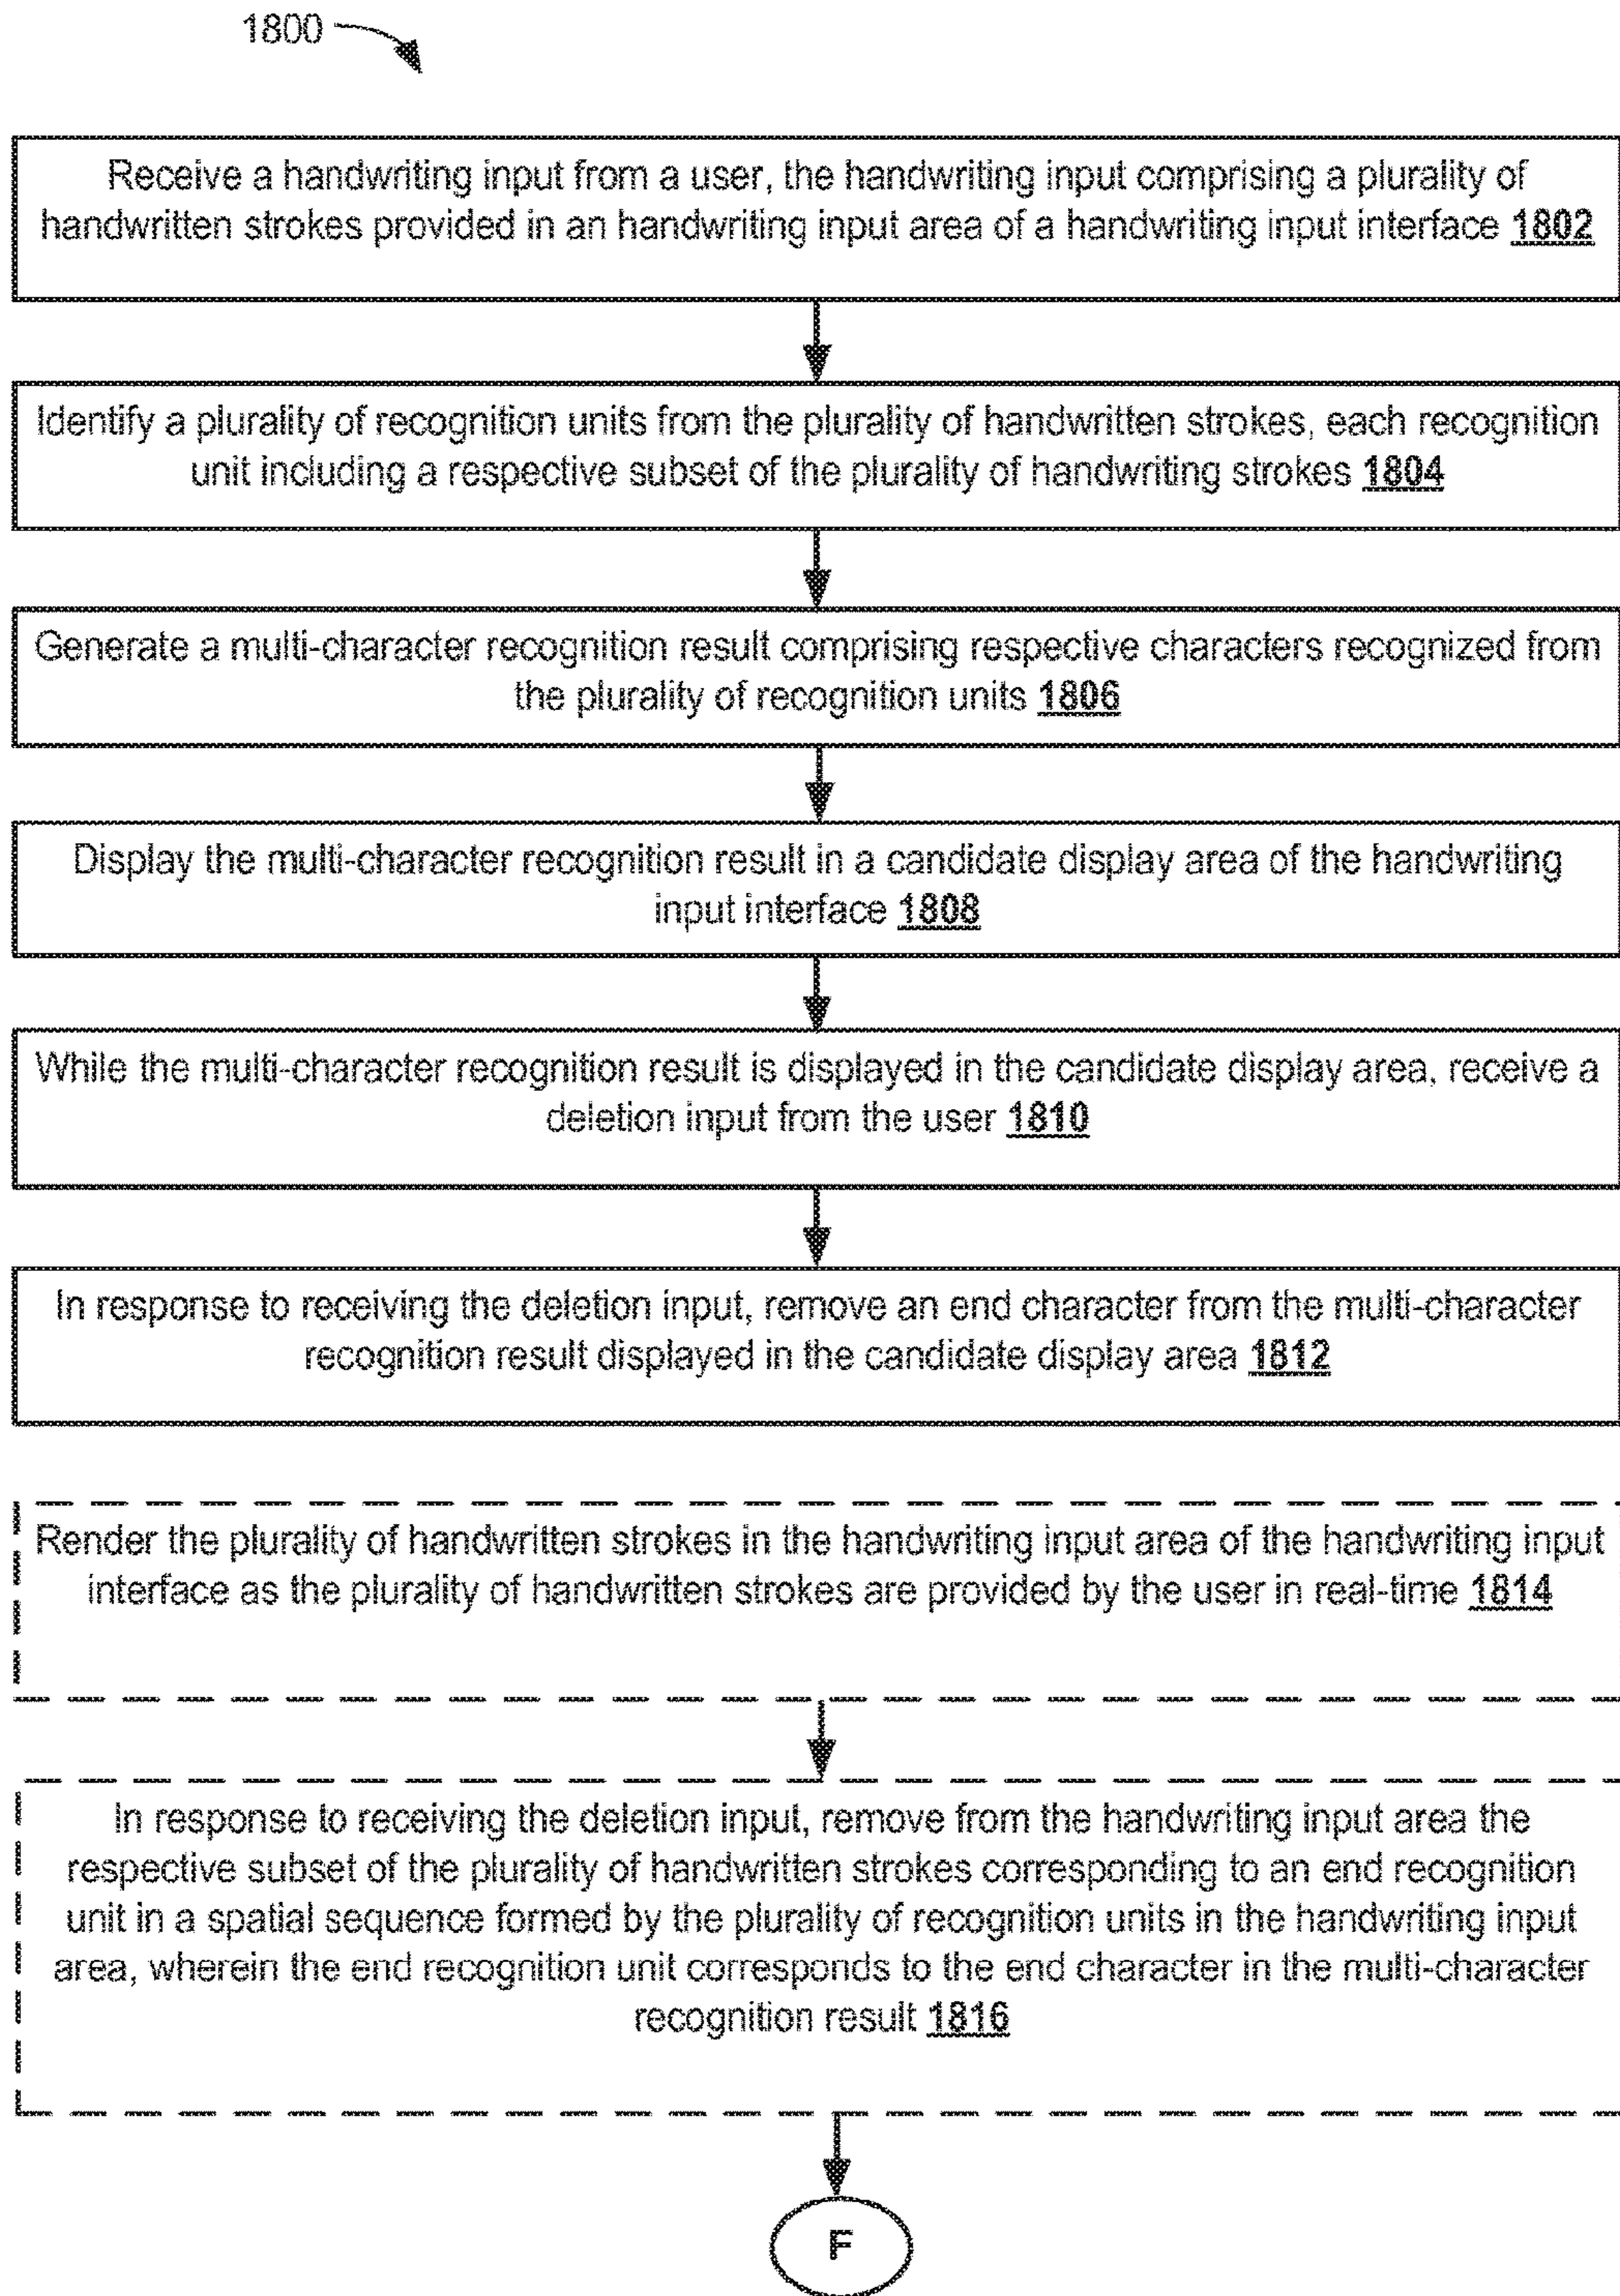 1800
Receive a handwriting input from a user, the handwriting input comprising a plurality of
handwritten strokes provided in an handwriting input area of a handwriting input interface 1802
Identify a plurality of recognition units from the plurality of handwritten strokes, each recognition
unit including a respective subset of the plurality of handwriting strokes 1804
Generate a multi-character recognition result comprising respective characters recognized from
the plurality of recognition units 1806
Display the multi-character recognition result in a candidate display area of the handwriting
input interface 1808
While the multi-character recognition result is displayed in the candidate display area, receive a
deletion input from the user 1810
In response to receiving the deletion input, remove an end character from the multi-character
recognition result displayed in the candidate display area 1812
Render the plurality of handwritten strokes in the handwriting input area of the handwriting input
interface as the plurality of handwritten strokes are provided by the user in real-time 1814
In response to receiving the deletion input, remove from the handwriting input area the
respective subset of the plurality of handwritten strokes corresponding to an end recognition
unit in a spatial sequence formed by the plurality of recognition units in the handwriting input
area, wherein the end recognition unit corresponds to the end character in the multi-character
recognition result 1816
F